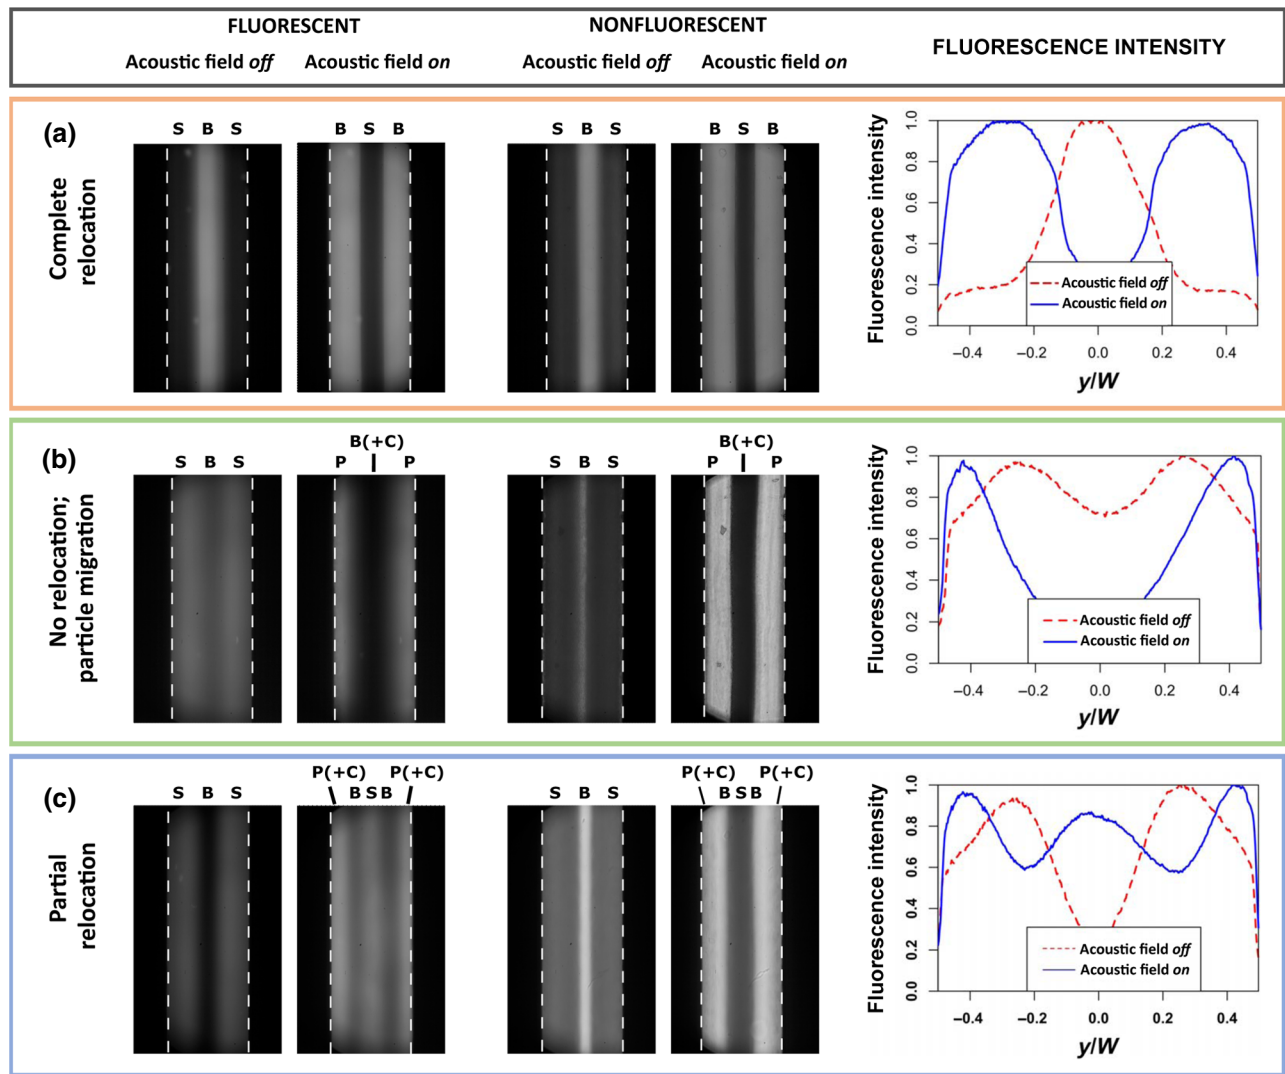 FLUORESCENT
NONFLUORESCENT
FLUORESCENCE INTENSITY
Acoustic field off
Acoustic field on
Acoustic field off
Acoustic field on
(a)
Complete
relocation
S B S
B S B
S B S
B S B
Fluorescence intensity
0.0 0.2 0.4 0.6 0.8 1.0
Acoustic field off
Acoustic field on
−0.4 −0.2 0.0 0.2 0.4
y/W
(b)
No relocation;
particle migration
S B S
B(+C)
P P
S B S
B(+C)
P P
Fluorescence intensity
0.0 0.2 0.4 0.6 0.8 1.0
Acoustic field off
Acoustic field on
−0.4 −0.2 0.0 0.2 0.4
y/W
(c)
Partial
relocation
S B S
P(+C) P(+C)
B S B
S B S
P(+C) P(+C)
B S B
Fluorescence intensity
0.0 0.2 0.4 0.6 0.8 1.0
Acoustic field off
Acoustic field on
−0.4 −0.2 0.0 0.2 0.4
y/W